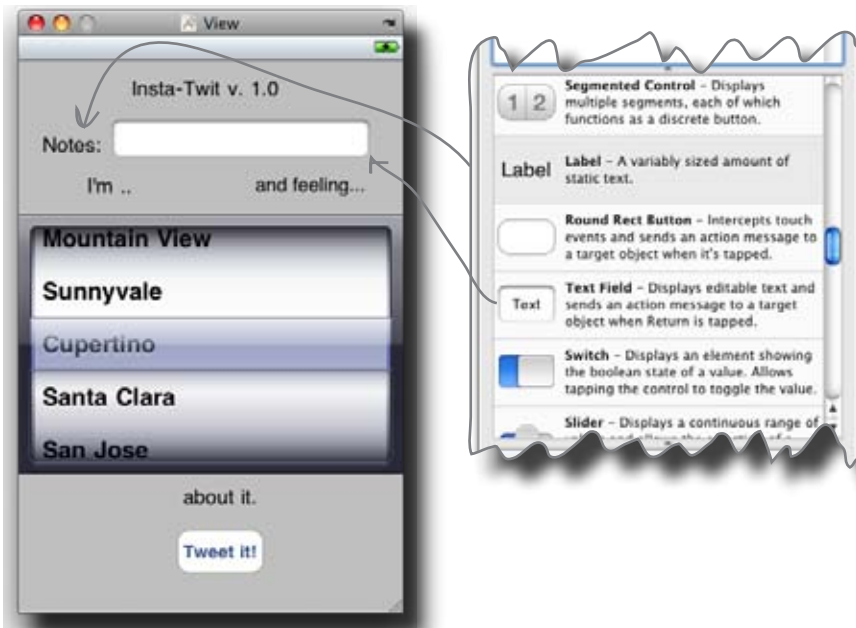 View
Insta-Twit v. 1.0
Notes:
I'm ..
and feeling...
Mountain View
Sunnyvale
Cupertino
Santa Clara
San Jose
about it.
Tweet it!
1 2
Segmented Control – Displays
multiple segments, each of which
functions as a discrete button.
Label
Label – A variably sized amount of
static text.
Round Rect Button – Intercepts touch
events and sends an action message to
a target object when it's tapped.
Text
Text Field – Displays editable text and
sends an action message to a target
object when Return is tapped.
Switch – Displays an element showing
the boolean state of a value. Allows
tapping the control to toggle the value.
Slider – Displays a continuous range of